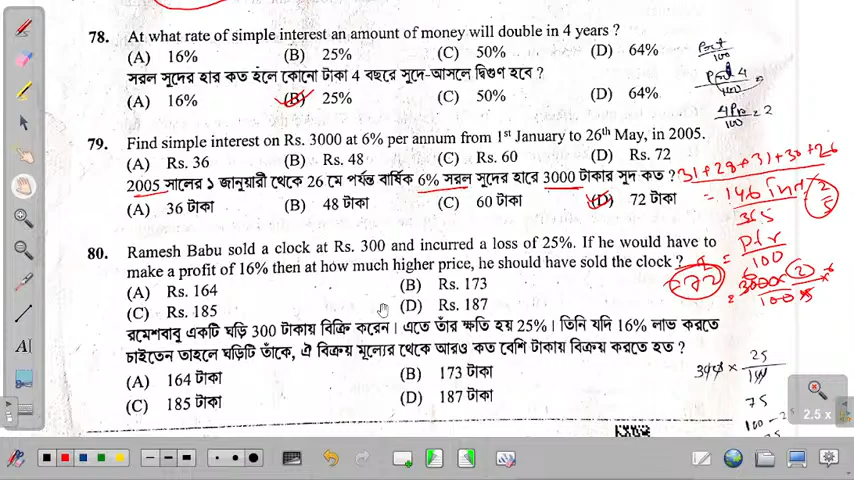 78. At what rate of simple interest an amount of money will double in 4 years ?
(A) 16% (B) 25% (C) 50% (D) 64%
সরল সুদের হার কত হলে কোনো টাকা 4 বছরে সুদে-আসলে দ্বিগুণ হবে ?
(A) 16% (B) 25% (C) 50% (D) 64%
79. Find simple interest on Rs. 3000 at 6% per annum from 1st January to 26th May, in 2005.
(A) Rs. 36 (B) Rs. 48 (C) Rs. 60 (D) Rs. 72
2005 সালের ১ জানুয়ারী থেকে 26 মে পর্যন্ত বার্ষিক 6% সরল সুদের হারে 3000 টাকার সুদ কত ?
(A) 36 টাকা (B) 48 টাকা (C) 60 টাকা (D) 72 টাকা
31+28+31+30+26
= 146
365
2
5
= P t r
100
= 72
80. Ramesh Babu sold a clock at Rs. 300 and incurred a loss of 25%. If he would have to
make a profit of 16% then at how much higher price, he should have sold the clock ?
(A) Rs. 164 (B) Rs. 173
(C) Rs. 185 (D) Rs. 187
রমেশবাবু একটি ঘড়ি 300 টাকায় বিক্রি করেন। এতে তাঁর ক্ষতি হয় 25%। তিনি যদি 16% লাভ করতে
চাইতেন তাহলে ঘড়িটি তাঁকে, ঐ বিক্রয় মূল্যের থেকে আরও কত বেশি টাকায় বিক্রয় করতে হত ?
(A) 164 টাকা (B) 173 টাকা
(C) 185 টাকা (D) 187 টাকা
25
75
2.5 x